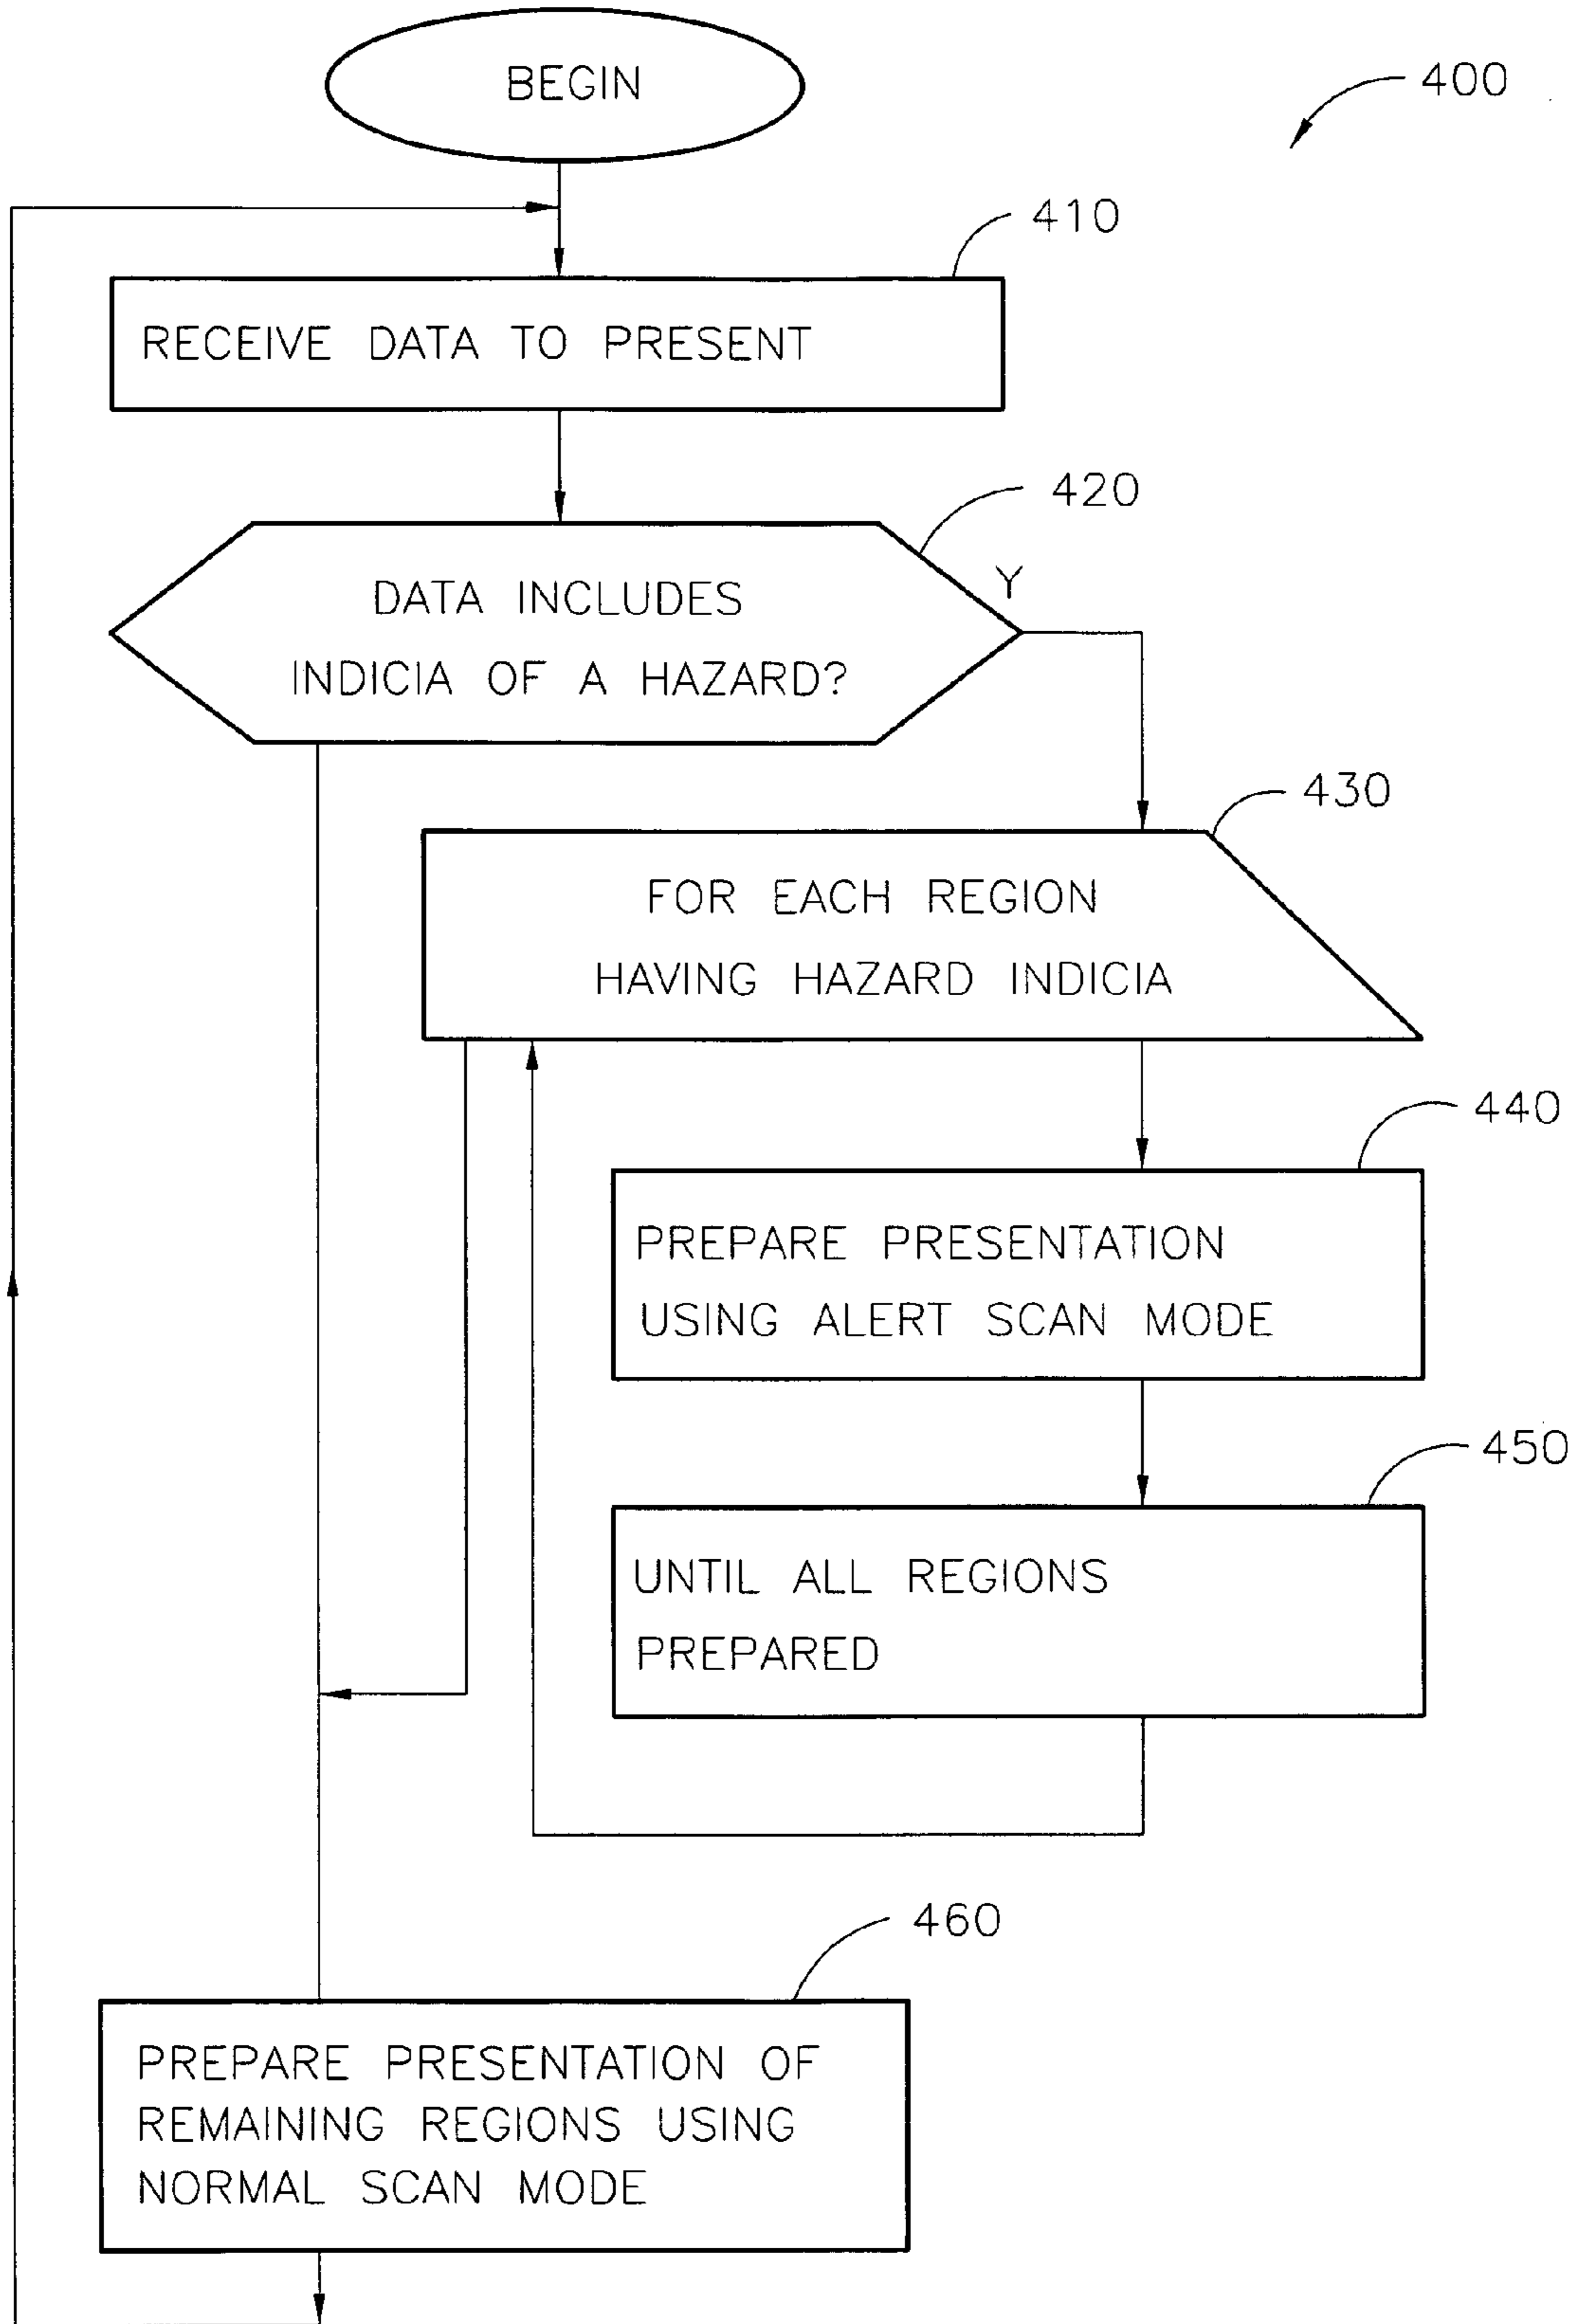 BEGIN
400
410
RECEIVE DATA TO PRESENT
420
Y
DATA INCLUDES
INDICIA OF A HAZARD?
430
FOR EACH REGION
HAVING HAZARD INDICIA
440
PREPARE PRESENTATION
USING ALERT SCAN MODE
450
UNTIL ALL REGIONS
PREPARED
460
PREPARE PRESENTATION OF
REMAINING REGIONS USING
NORMAL SCAN MODE